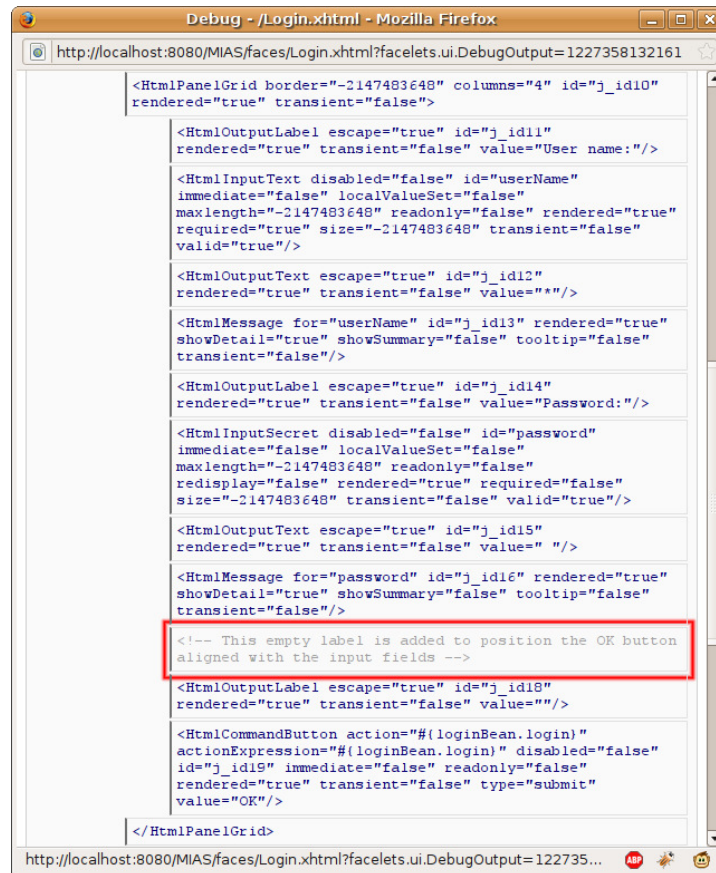 Debug - /Login.xhtml - Mozilla Firefox
http://localhost:8080/MIAS/faces/Login.xhtml?facelets.ui.DebugOutput=1227358132161
<HtmlPanelGrid border="-2147483648" columns="4" id="j_id10"
rendered="true" transient="false">
<HtmlOutputLabel escape="true" id="j_id11"
rendered="true" transient="false" value="User name:"/>
<HtmlInputText disabled="false" id="userName"
immediate="false" localValueSet="false"
maxlength="-2147483648" readonly="false" rendered="true"
required="true" size="-2147483648" transient="false"
valid="true"/>
<HtmlOutputText escape="true" id="j_id12"
rendered="true" transient="false" value="*"/>
<HtmlMessage for="userName" id="j_id13" rendered="true"
showDetail="true" showSummary="false" tooltip="false"
transient="false"/>
<HtmlOutputLabel escape="true" id="j_id14"
rendered="true" transient="false" value="Password:"/>
<HtmlInputSecret disabled="false" id="password"
immediate="false" localValueSet="false"
maxlength="-2147483648" readonly="false"
redisplay="false" rendered="true" required="false"
size="-2147483648" transient="false" valid="true"/>
<HtmlOutputText escape="true" id="j_id15"
rendered="true" transient="false" value=" "/>
<HtmlMessage for="password" id="j_id16" rendered="true"
showDetail="true" showSummary="false" tooltip="false"
transient="false"/>
<!-- This empty label is added to position the OK button
aligned with the input fields -->
<HtmlOutputLabel escape="true" id="j_id18"
rendered="true" transient="false" value=""/>
<HtmlCommandButton action="#{loginBean.login}"
actionExpression="#{loginBean.login}" disabled="false"
id="j_id19" immediate="false" readonly="false"
rendered="true" transient="false" type="submit"
value="OK"/>
</HtmlPanelGrid>
http://localhost:8080/MIAS/faces/Login.xhtml?facelets.ui.DebugOutput=122735...
ABP